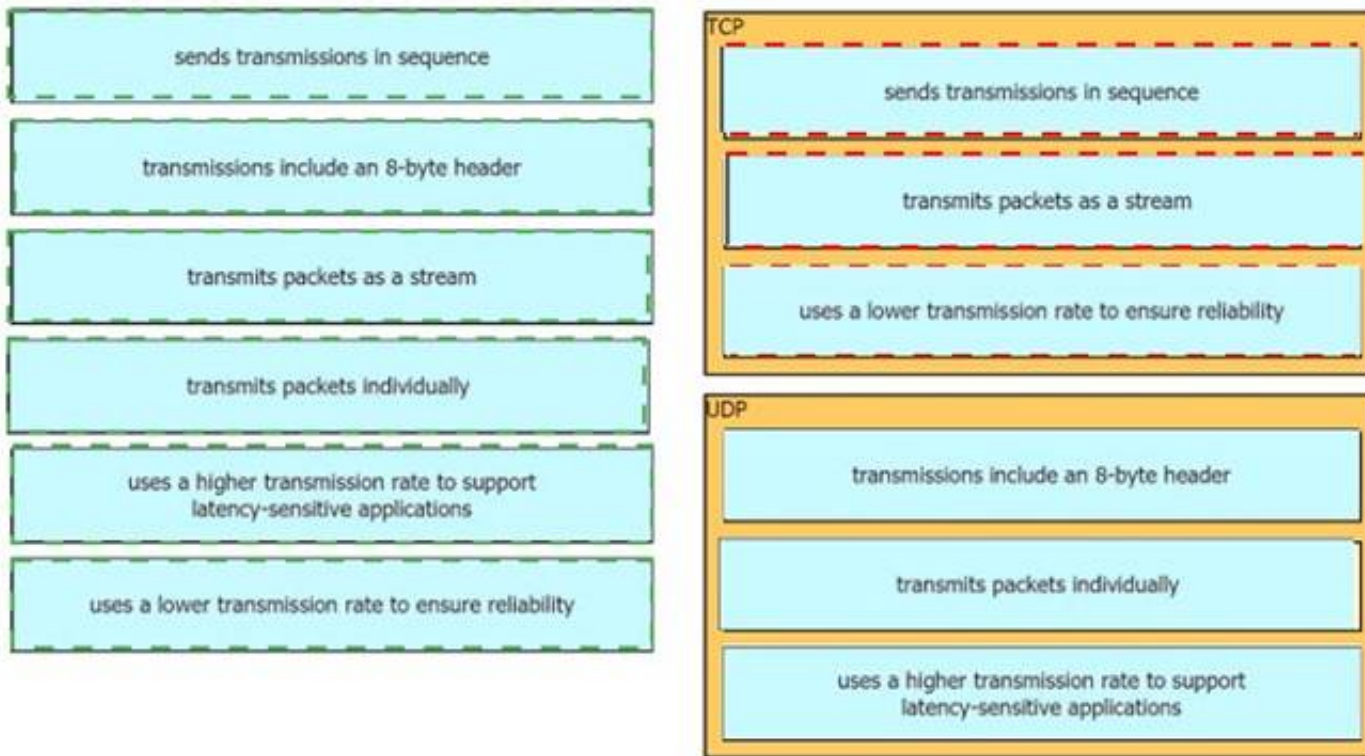 sends transmissions in sequence
transmissions include an 8-byte header
transmits packets as a stream
transmits packets individually
uses a higher transmission rate to support
latency-sensitive applications
uses a lower transmission rate to ensure reliability
TCP
sends transmissions in sequence
transmits packets as a stream
uses a lower transmission rate to ensure reliability
UDP
transmissions include an 8-byte header
transmits packets individually
uses a higher transmission rate to support
latency-sensitive applications